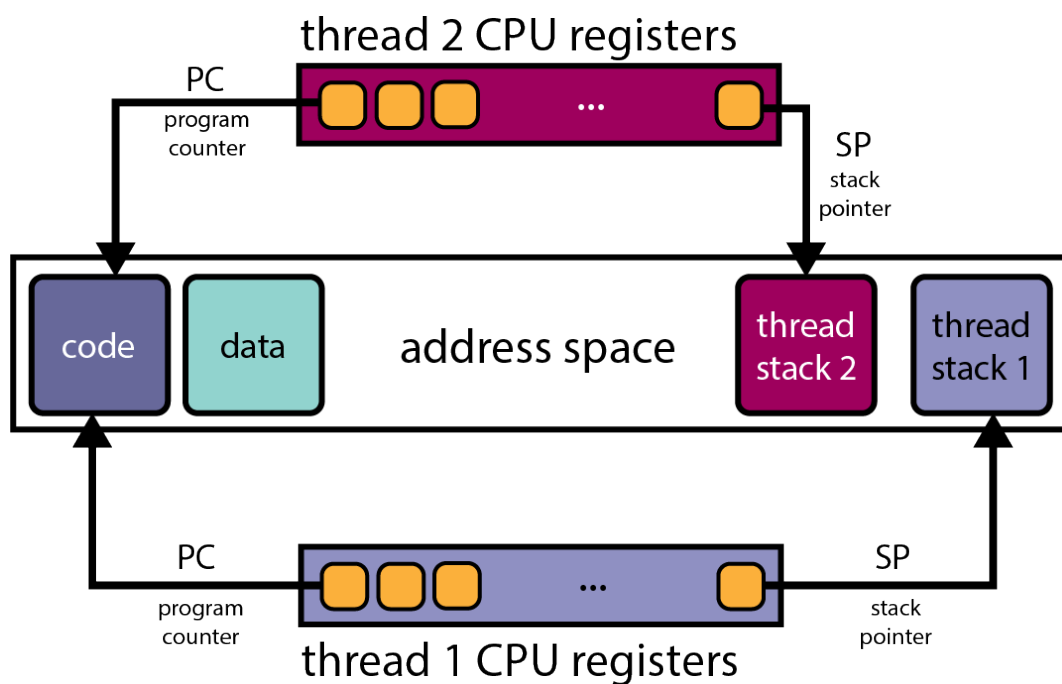 thread 2 CPU registers
PC
program
counter
...
SP
stack
pointer
code
data
address space
thread
stack 2
thread
stack 1
PC
program
counter
...
SP
stack
pointer
thread 1 CPU registers